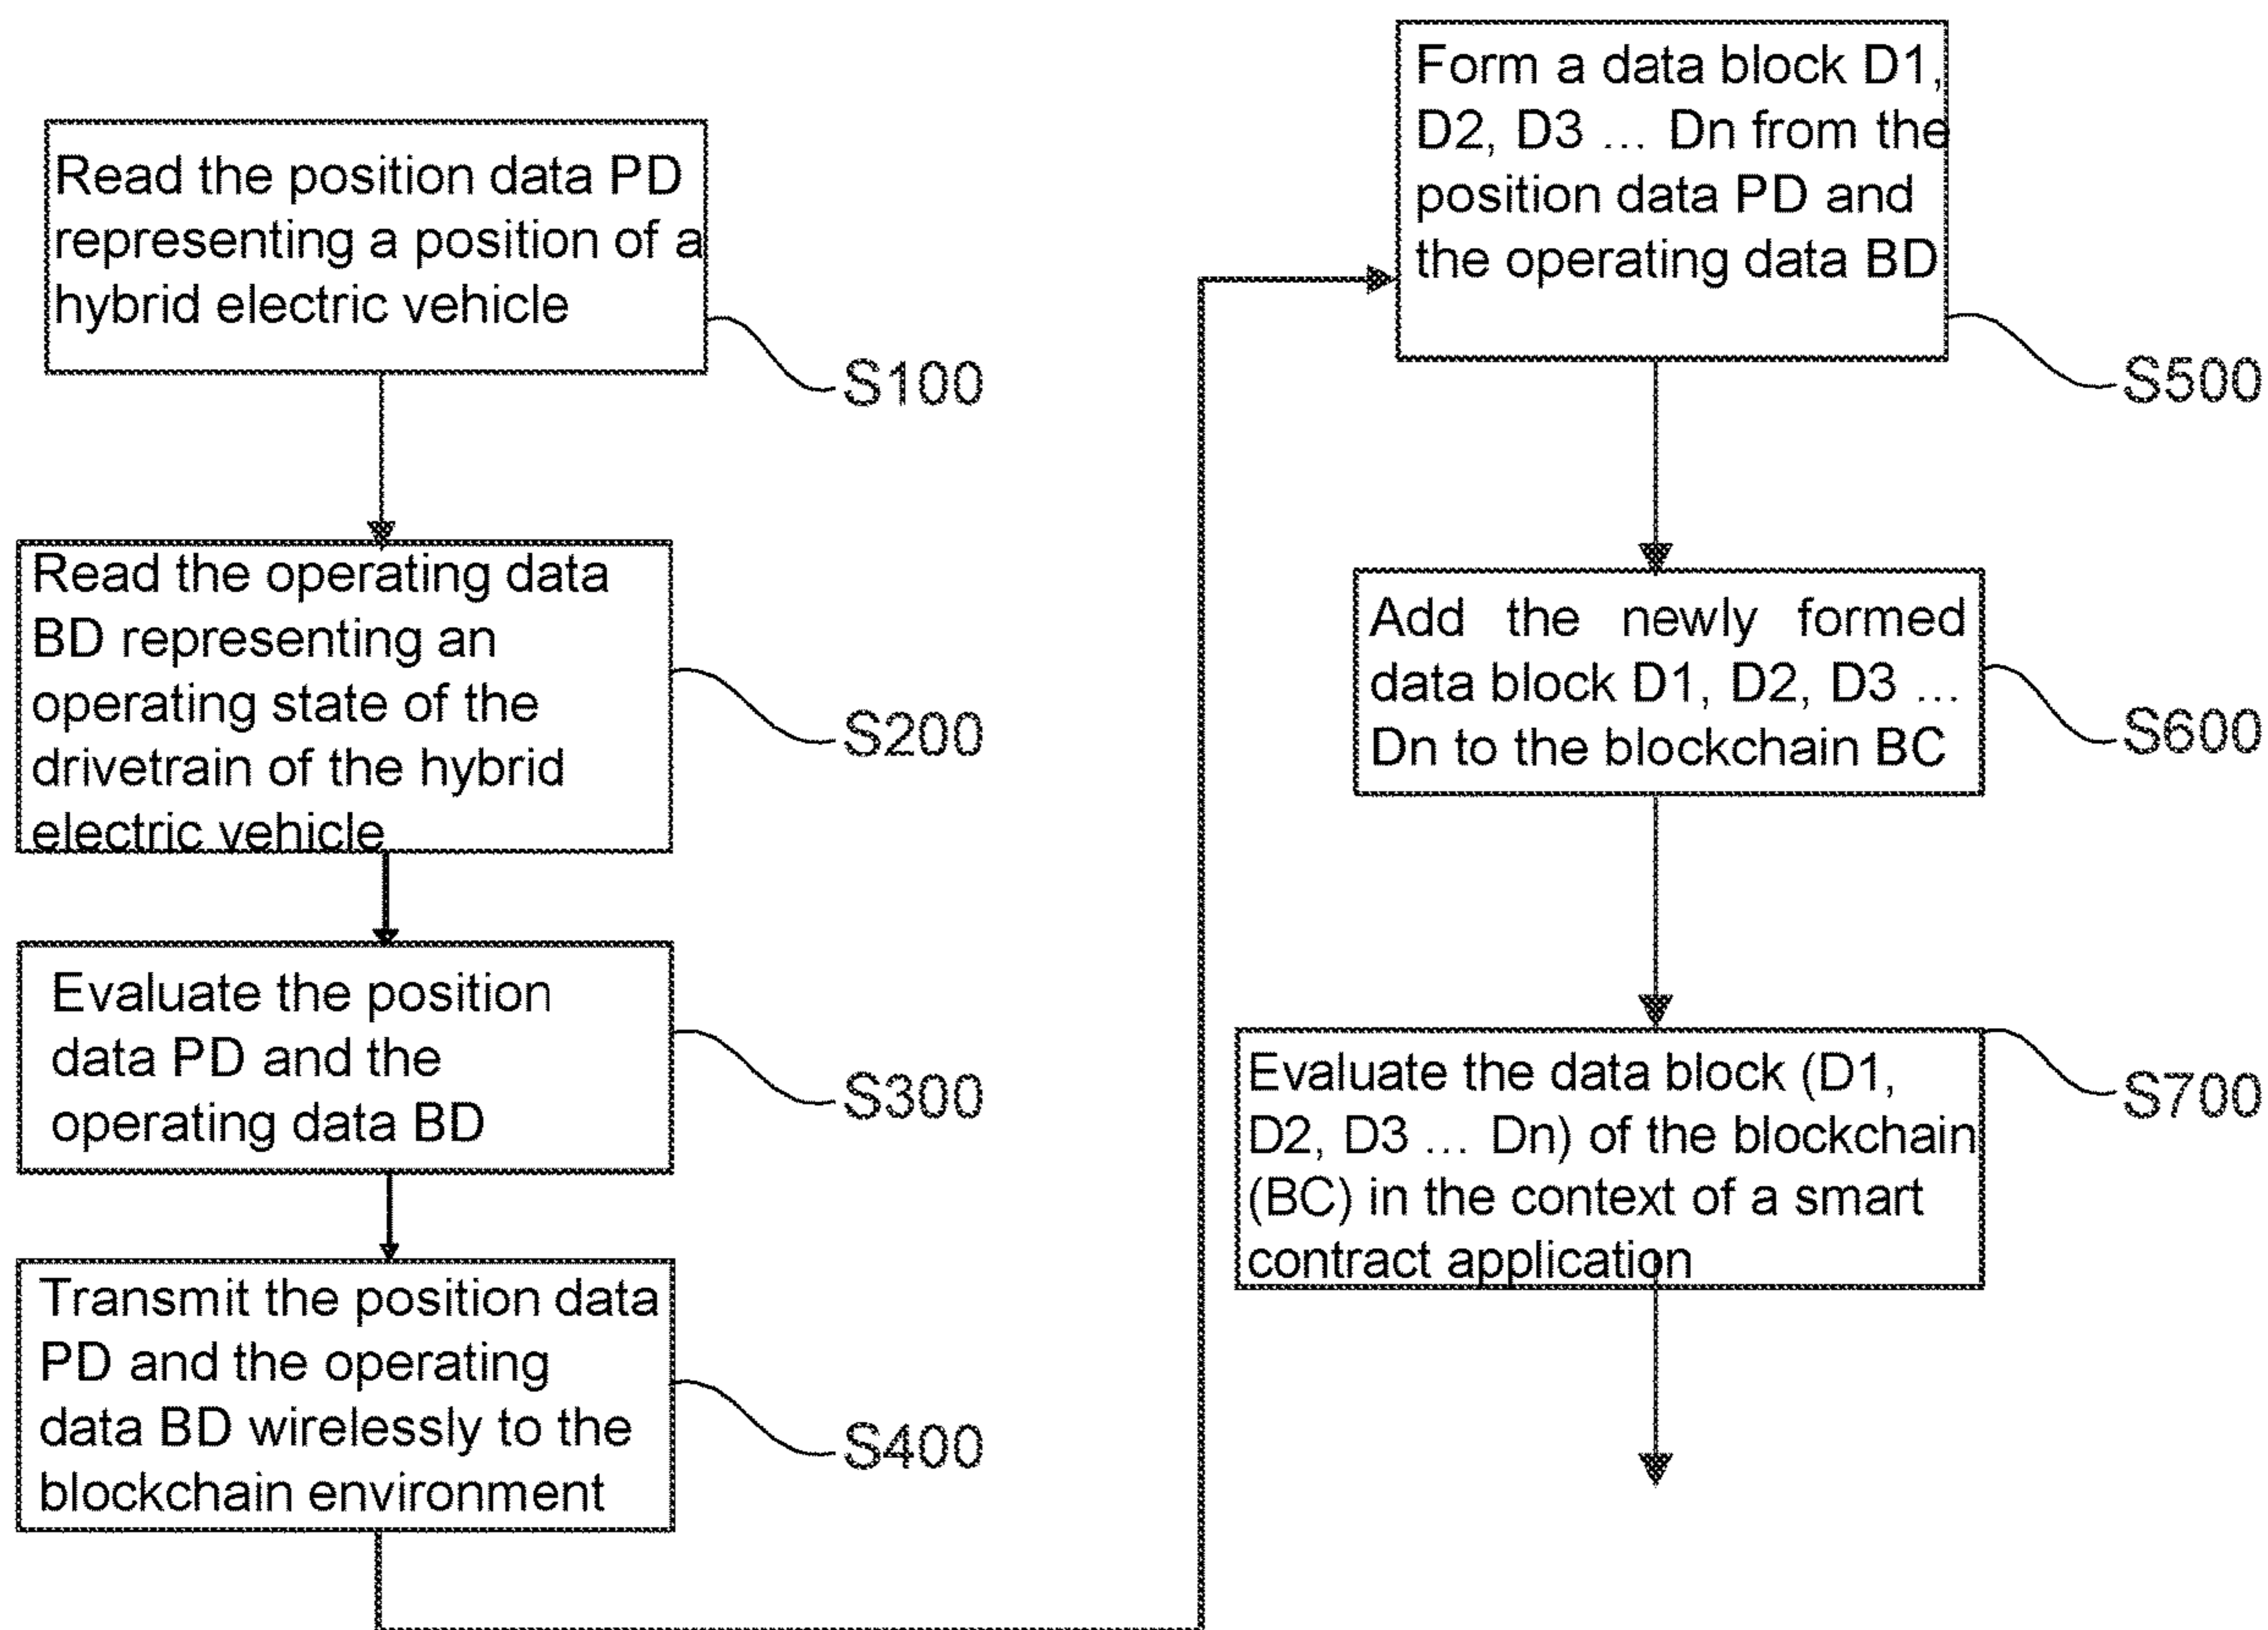 Read the position data PD
representing a position of a
hybrid electric vehicle
S100
Read the operating data
BD representing an
operating state of the
drivetrain of the hybrid
electric vehicle
S200
Evaluate the position
data PD and the
operating data BD
S300
Transmit the position data
PD and the operating
data BD wirelessly to the
blockchain environment
S400
Form a data block D1,
D2, D3 ... Dn from the
position data PD and
the operating data BD
S500
Add the newly formed
data block D1, D2, D3 ...
Dn to the blockchain BC
S600
Evaluate the data block (D1,
D2, D3 ... Dn) of the blockchain
(BC) in the context of a smart
contract application
S700